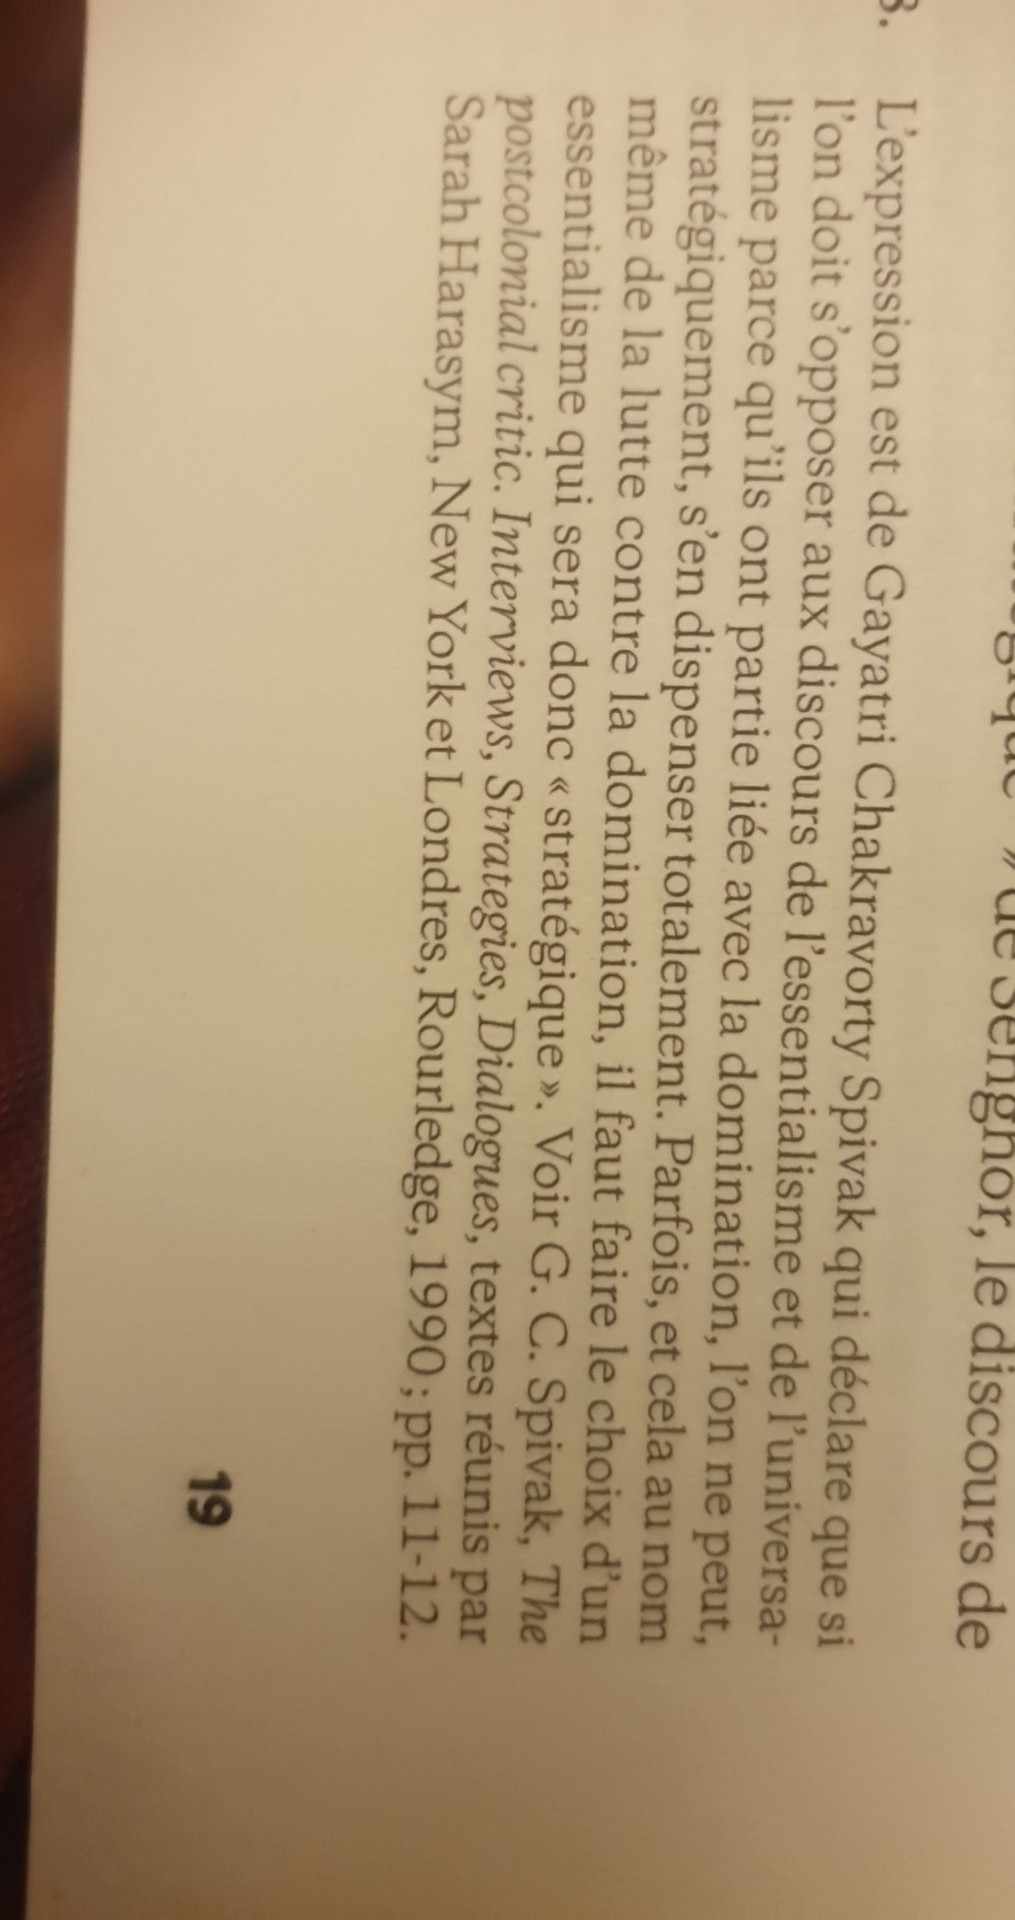 » de Senghor, le discours de
3. L'expression est de Gayatri Chakravorty Spivak qui déclare que si
l'on doit s'opposer aux discours de l'essentialisme et de l'universa-
lisme parce qu'ils ont partie liée avec la domination, l'on ne peut,
stratégiquement, s'en dispenser totalement. Parfois, et cela au nom
même de la lutte contre la domination, il faut faire le choix d'un
essentialisme qui sera donc « stratégique ». Voir G. C. Spivak, The
postcolonial critic. Interviews, Strategies, Dialogues, textes réunis par
Sarah Harasym, New York et Londres, Rourledge, 1990 ; pp. 11-12.
19